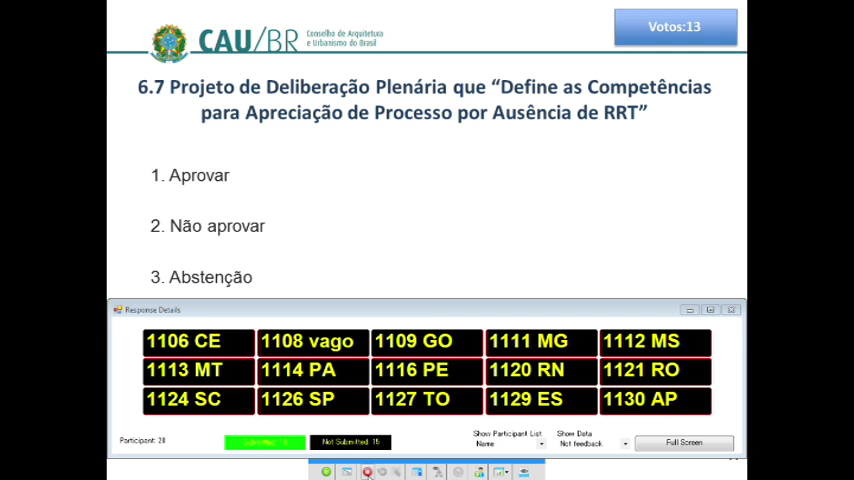 CAU/BR
Conselho de Arquitetura
e Urbanismo do Brasil
Votos:13
6.7 Projeto de Deliberação Plenária que “Define as Competências
para Apreciação de Processo por Ausência de RRT”
1. Aprovar
2. Não aprovar
3. Abstenção
Response Details
1106 CE 1108 vago 1109 GO 1111 MG 1112 MS
1113 MT 1114 PA 1116 PE 1120 RN 1121 RO
1124 SC 1126 SP 1127 TO 1129 ES 1130 AP
Participant: 28
Not Submitted: 15
Show Participant List
Name
Show Data
Not feedback
Full Screen